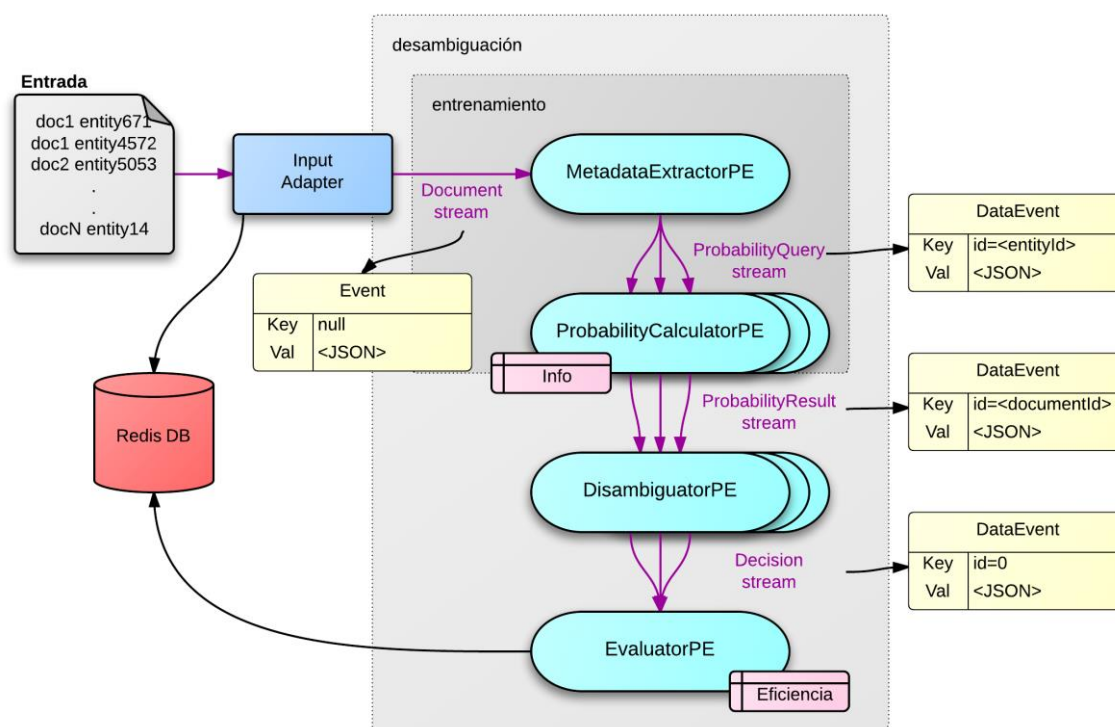 desambiguación
Entrada
entrenamiento
doc1 entity671
doc1 entity4572
doc2 entity5053
.
.
docN entity14
Input
Adapter
MetadataExtractorPE
Document
stream
DataEvent
Key id=<entityId>
Val <JSON>
ProbabilityQuery
stream
Event
Key null
Val <JSON>
ProbabilityCalculatorPE
Info
DataEvent
Key id=<documentId>
Val <JSON>
ProbabilityResult
stream
Redis DB
DisambiguatorPE
DataEvent
Key id=0
Val <JSON>
Decision
stream
EvaluatorPE
Eficiencia